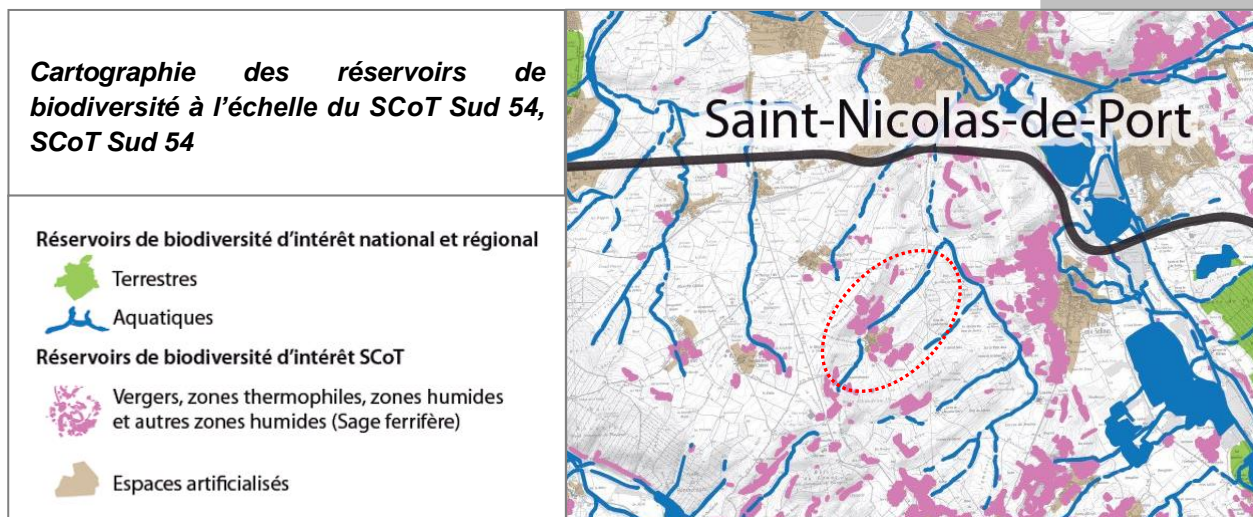 Cartographie des réservoirs de
biodiversité à l'échelle du SCoT Sud 54,
SCoT Sud 54
Réservoirs de biodiversité d'intérêt national et régional
Terrestres
Aquatiques
Réservoirs de biodiversité d'intérêt SCoT
Vergers, zones thermophiles, zones humides
et autres zones humides (Sage ferrifère)
Espaces artificialisés
Saint-Nicolas-de-Port